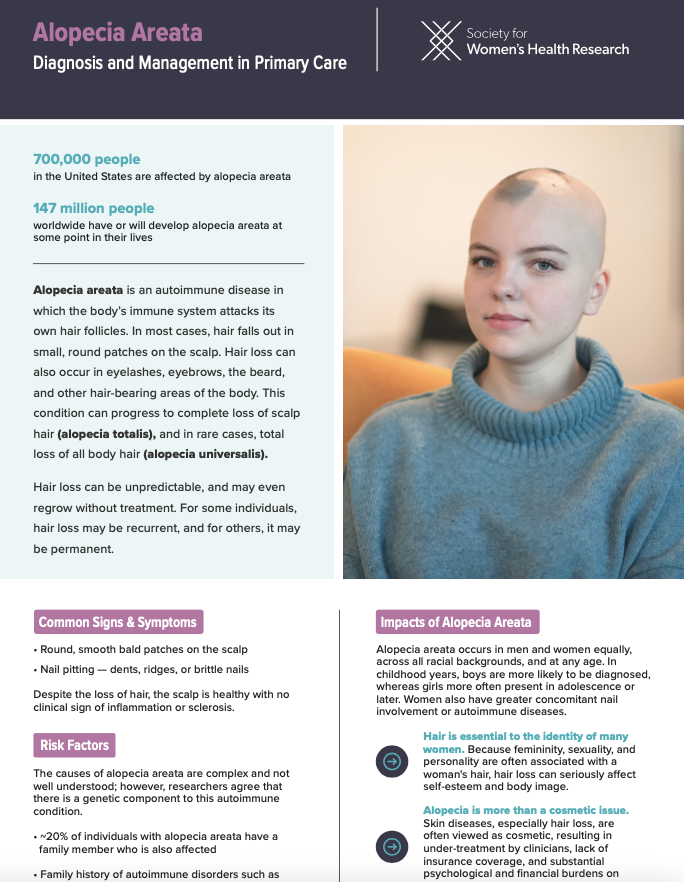 Alopecia Areata
Diagnosis and Management in Primary Care
Society for
Women's Health Research
700,000 people
in the United States are affected by alopecia areata
147 million people
worldwide have or will develop alopecia areata at
some point in their lives
Alopecia areata is an autoimmune disease in
which the body's immune system attacks its
own hair follicles. In most cases, hair falls out in
small, round patches on the scalp. Hair loss can
also occur in eyelashes, eyebrows, the beard,
and other hair-bearing areas of the body. This
condition can progress to complete loss of scalp
hair (alopecia totalis), and in rare cases, total
loss of all body hair (alopecia universalis).
Hair loss can be unpredictable, and may even
regrow without treatment. For some individuals,
hair loss may be recurrent, and for others, it may
be permanent.
Common Signs & Symptoms
• Round, smooth bald patches on the scalp
• Nail pitting — dents, ridges, or brittle nails
Despite the loss of hair, the scalp is healthy with no
clinical sign of inflammation or sclerosis.
Risk Factors
The causes of alopecia areata are complex and not
well understood; however, researchers agree that
there is a genetic component to this autoimmune
condition.
• ~20% of individuals with alopecia areata have a
family member who is also affected
• Family history of autoimmune disorders such as
Impacts of Alopecia Areata
Alopecia areata occurs in men and women equally,
across all racial backgrounds, and at any age. In
childhood years, boys are more likely to be diagnosed,
whereas girls more often present in adolescence or
later. Women also have greater concomitant nail
involvement or autoimmune diseases.
Hair is essential to the identity of many
women. Because femininity, sexuality, and
personality are often associated with a
woman's hair, hair loss can seriously affect
self-esteem and body image.
Alopecia is more than a cosmetic issue.
Skin diseases, especially hair loss, are
often viewed as cosmetic, resulting in
under-treatment by clinicians, lack of
insurance coverage, and substantial
psychological and financial burdens on